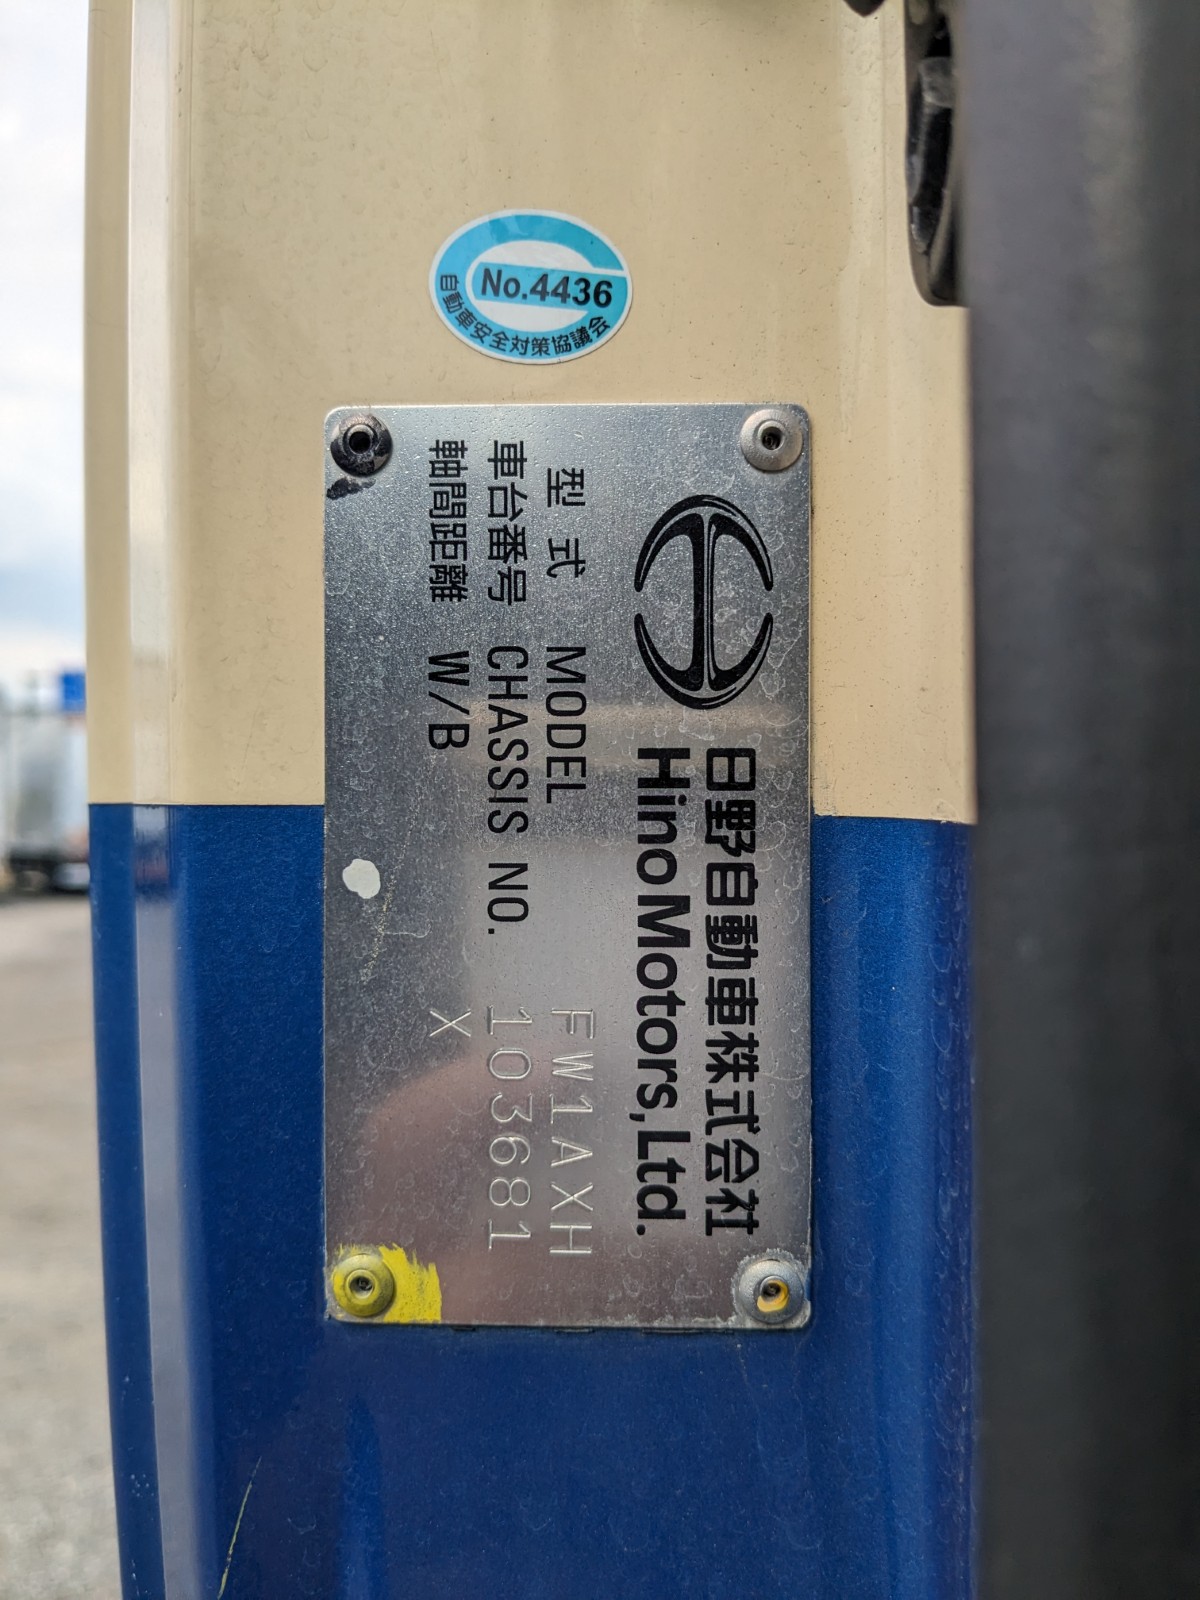 No.4436
自動車安全対策協議会
日野自動車株式会社
Hino Motors, Ltd.
型式 MODEL FW1AXH
車台番号 CHASSIS NO. 103681
軸間距離 W/B X